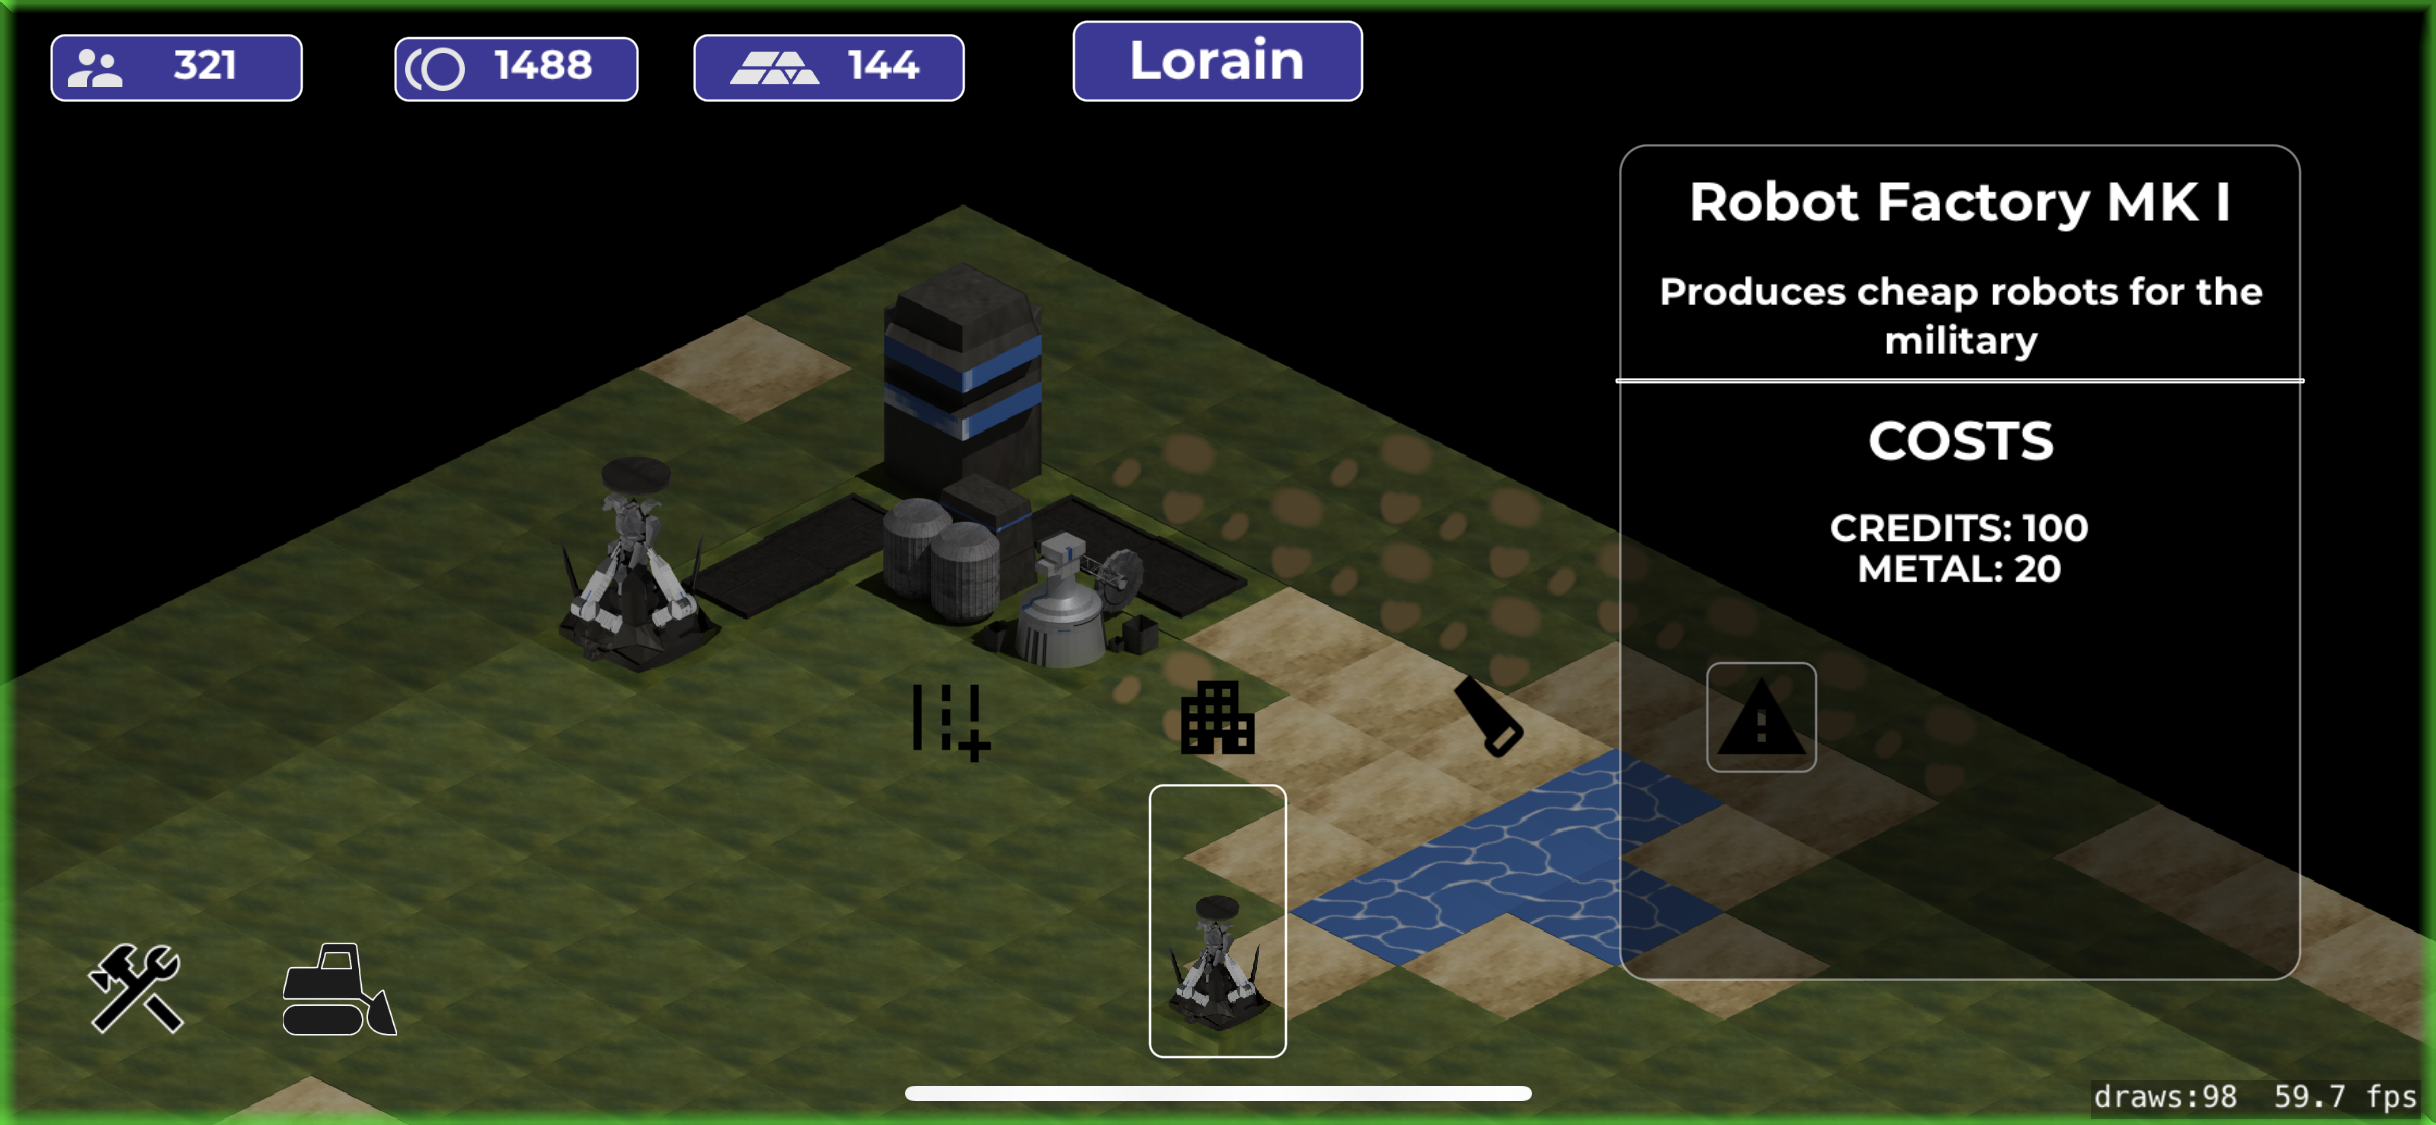 321
1488
144
Lorain
Robot Factory MK I
Produces cheap robots for the
military
COSTS
CREDITS: 100
METAL: 20
draws:98 59.7 fps